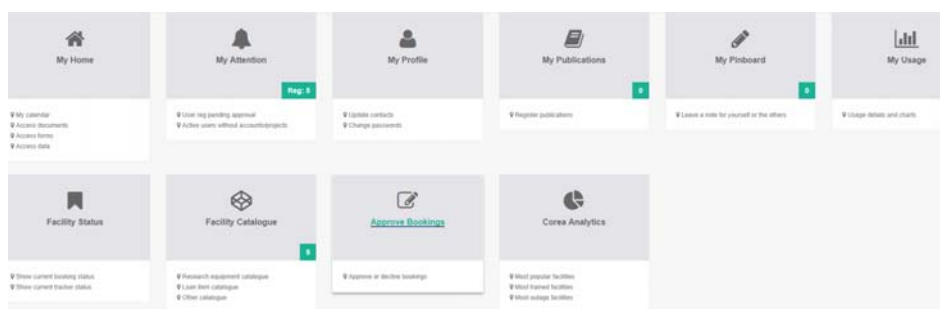 My Home
My Attention
My Profile
My Publications
My Pinboard
My Usage
Reg: 5
0
0
My calendar
Access documents
Access forms
Access data
User reg pending approval
Active users without accounts/projects
Update contacts
Change passwords
Register publications
Leave a note for yourself or the others
Usage details and charts
Facility Status
Facility Catalogue
Approve Bookings
Corea Analytics
5
Show current booking status
Show current tracker status
Research equipment catalogue
Loan item catalogue
Other catalogue
Approve or decline bookings
Most popular facilities
Most trained facilities
Most outage facilities